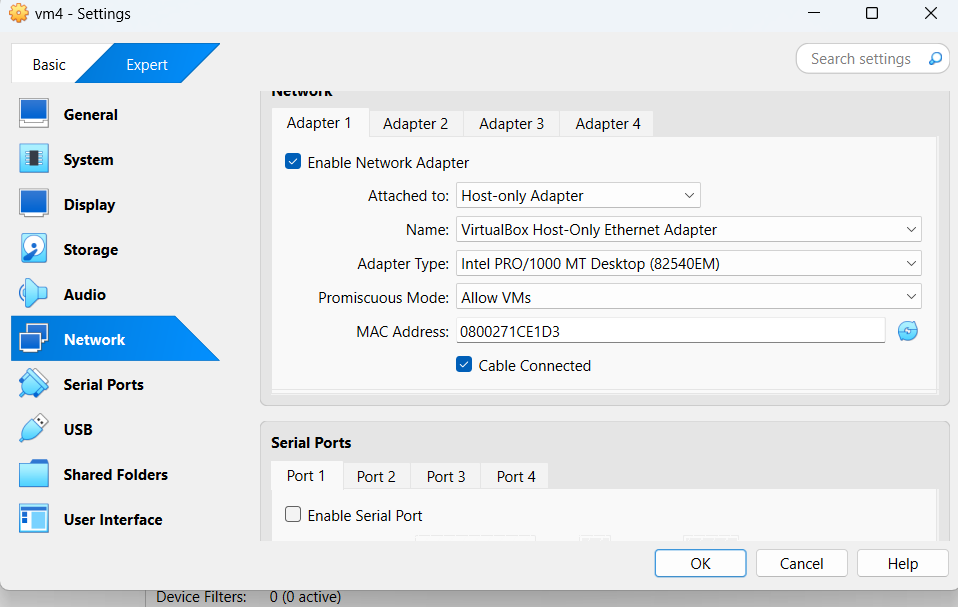 vm4 - Settings
Basic
Expert
Search settings
General
System
Display
Storage
Audio
Network
Serial Ports
USB
Shared Folders
User Interface
Network
Adapter 1
Adapter 2
Adapter 3
Adapter 4
Enable Network Adapter
Attached to: Host-only Adapter
Name: VirtualBox Host-Only Ethernet Adapter
Adapter Type: Intel PRO/1000 MT Desktop (82540EM)
Promiscuous Mode: Allow VMs
MAC Address: 0800271CE1D3
Cable Connected
Serial Ports
Port 1
Port 2
Port 3
Port 4
Enable Serial Port
OK
Cancel
Help
Device Filters: 0 (0 active)